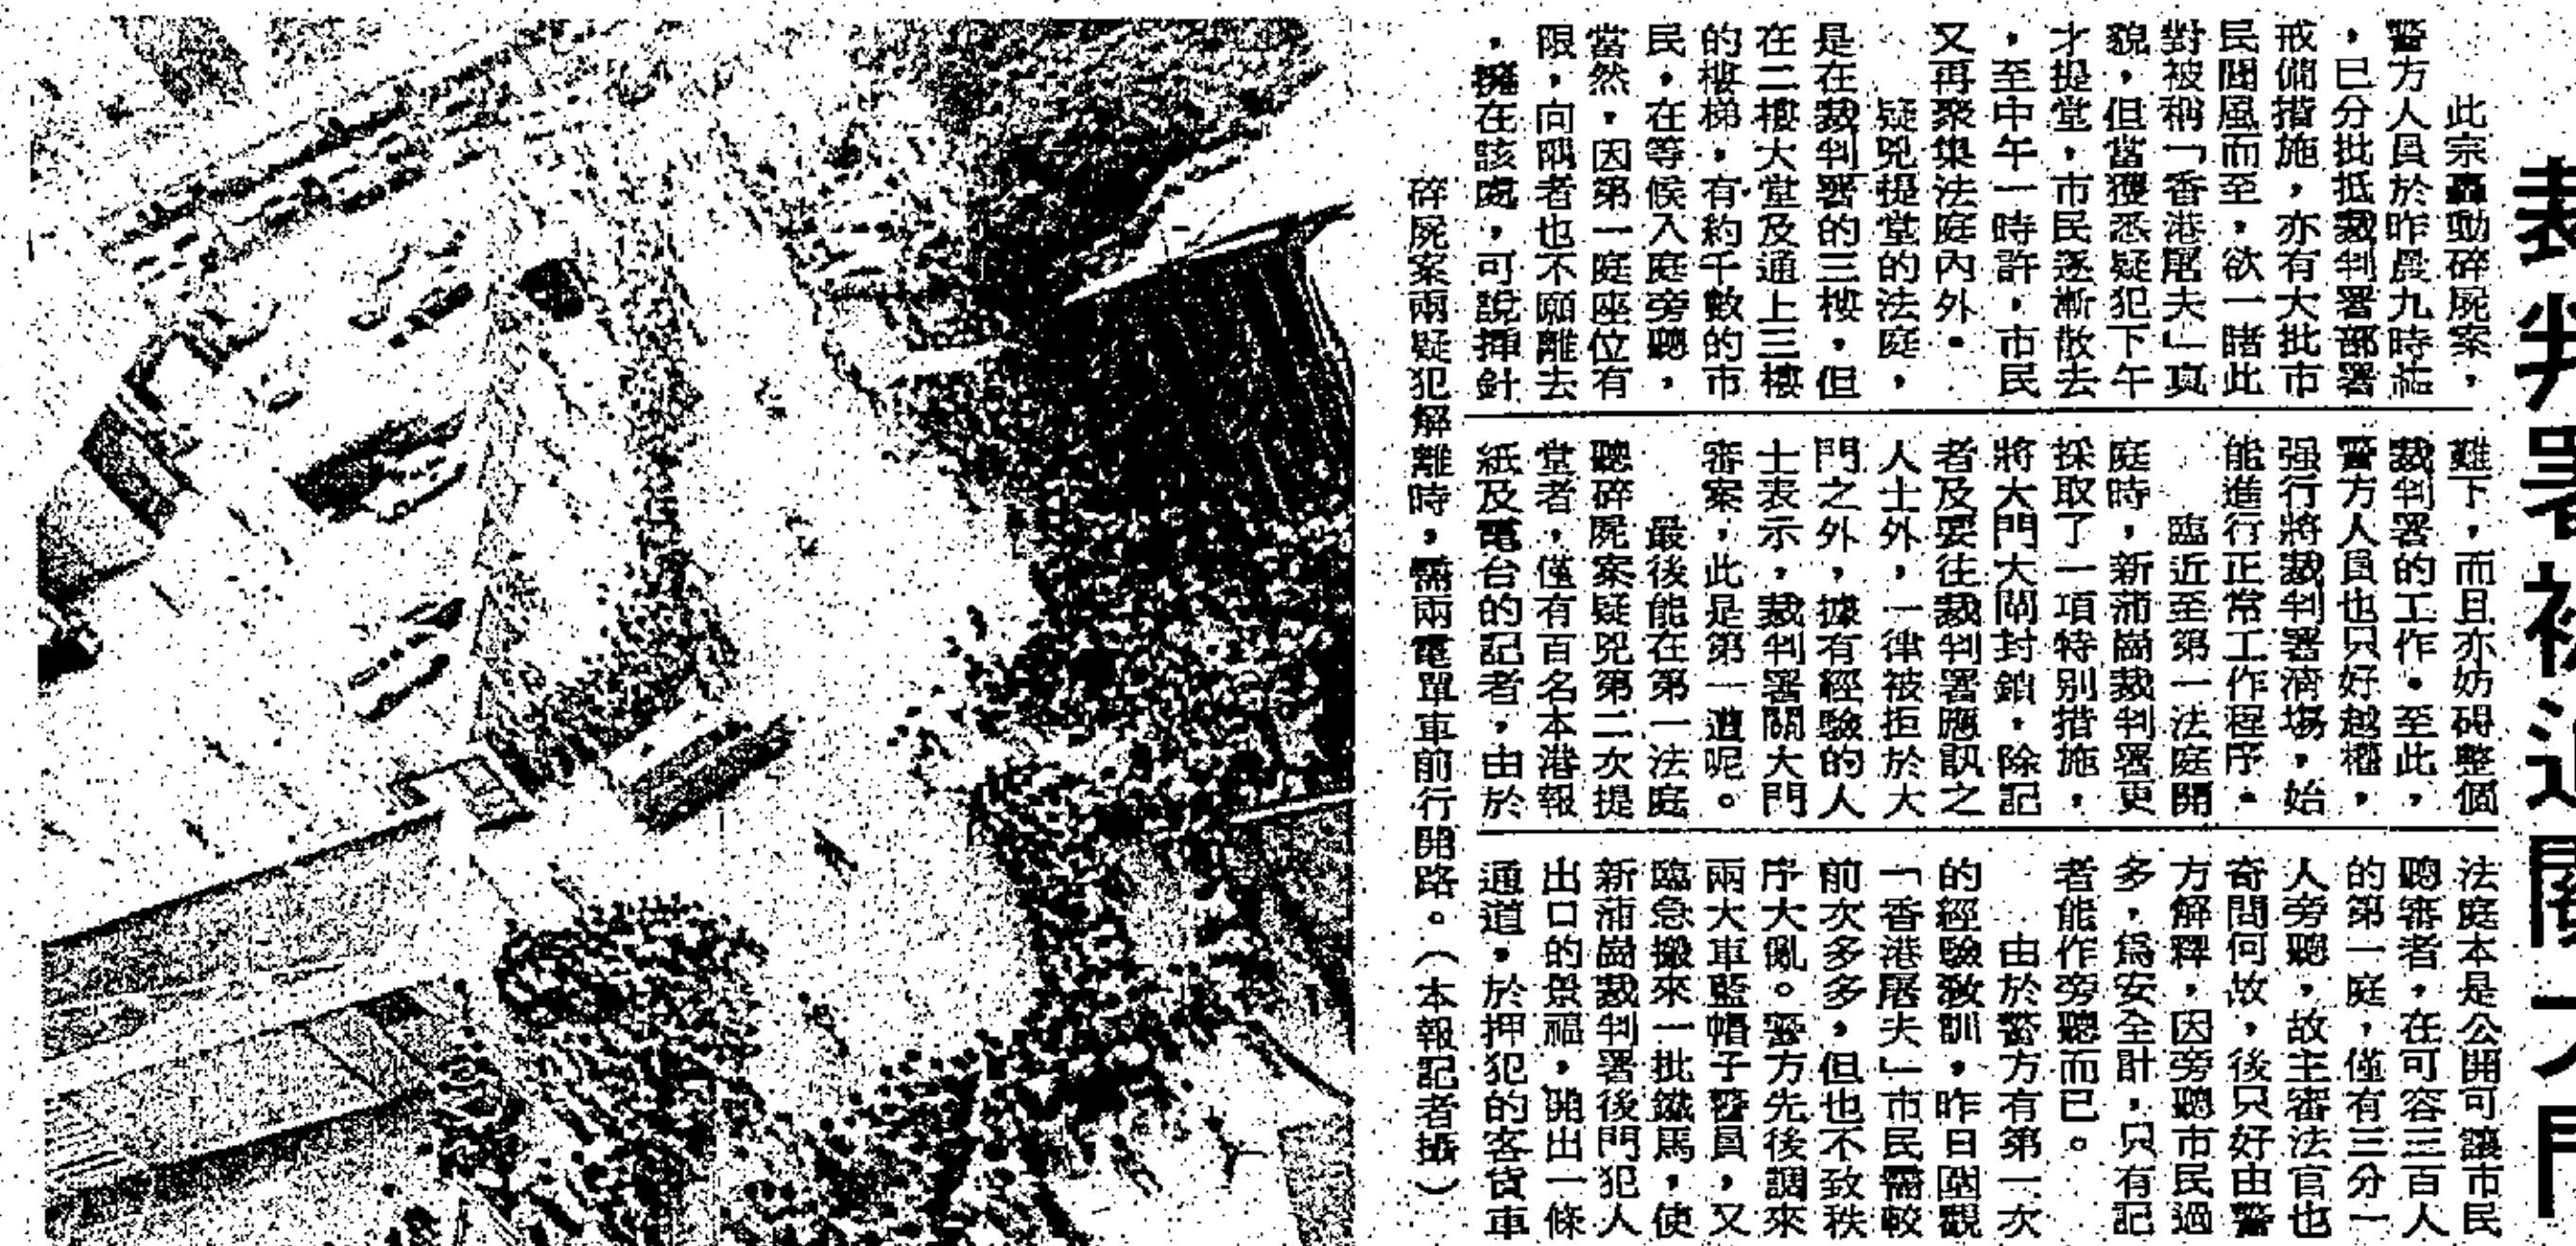 裁判署被迫關大門
此宗轟動碎屍案，
警方人員於昨晨九時許
，已分批抵裁判署部署
戒備措施，亦有大批市
民聞風而至，欲一睹此
對被稱「香港屠夫」真
貌，但當獲悉疑犯下午
才提堂，市民逐漸散去
，至中午一時許，市民
又再聚集法庭內外。
疑兇提堂的法庭，
是在裁判署的三樓，但
在二樓大堂及通上三樓
的樓梯，有約千數的市
民，在等候入庭旁聽，
當然，因第一庭座位有
限，向隅者也不願離去
，擁在該處，可說揷針
難下，而且亦妨碍整個
裁判署的工作。至此，
警方人員也只好越權，
强行將裁判署淸場，始
能進行正常工作程序。
臨近至第一法庭開
庭時，新蒲崗裁判署更
採取了一項特別措施，
將大門大閘封鎖，除記
者及要往裁判署應訊之
人士外，一律被拒於大
門之外，據有經驗的人
士表示，裁判署關大門
審案，此是第一遭呢。
最後能在第一法庭
聽碎屍案疑兇第二次提
堂者，僅有百名本港報
紙及電台的記者，由於
法庭本是公開可讓市民
聽審者，在可容三百人
的第一庭，僅有三分一
人旁聽，故主審法官也
奇問何故，後只好由警
方解釋，因旁聽市民過
多，爲安全計，只有記
者能作旁聽而已。
由於警方有第一次
的經驗敎訓，昨日圍觀
「香港屠夫」市民需較
前次多多，但也不致秩
序大亂。警方先後調來
兩大車藍帽子警員，又
臨急搬來一批鐵馬，使
新蒲崗裁判署後門犯人
出口的景福，開出一條
通道，於押犯的客貨車
碎屍案兩疑犯解離時，需兩電單車前行開路。（本報記者攝）